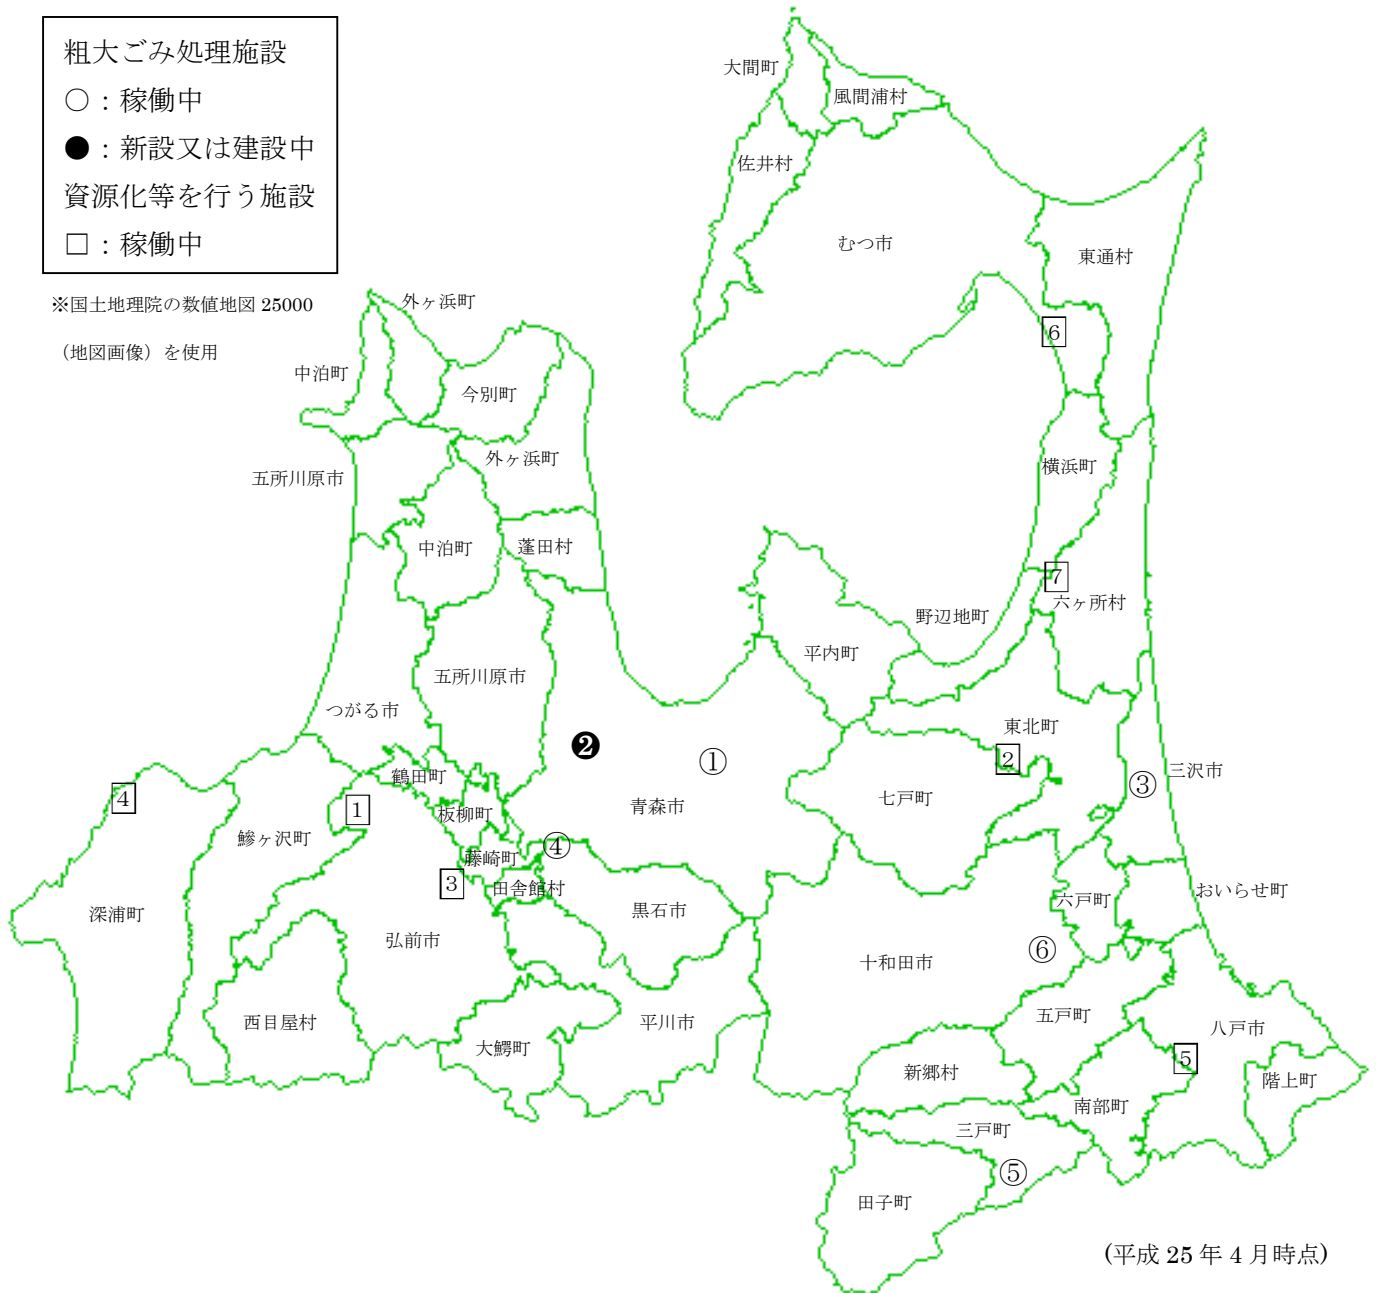 粗大ごみ処理施設
○：稼働中
●：新設又は建設中
資源化等を行う施設
□：稼働中
※国土地理院の数値地図 25000
（地図画像）を使用
大間町
風間浦村
佐井村
むつ市
東通村
外ヶ浜町
6
中泊町
今別町
外ヶ浜町
横浜町
五所川原市
中泊町
蓬田村
7
六ヶ所村
野辺地町
平内町
五所川原市
つがる市
東北町
❷
①
2
三沢市
③
鶴田町
4
七戸町
1
青森市
板柳町
鰺ヶ沢町
④
藤崎町
3
田舎館村
おいらせ町
六戸町
深浦町
黒石市
弘前市
⑥
十和田市
五戸町
西目屋村
平川市
八戸市
大鰐町
5
新郷村
階上町
南部町
三戸町
⑤
田子町
(平成 25 年 4 月時点)